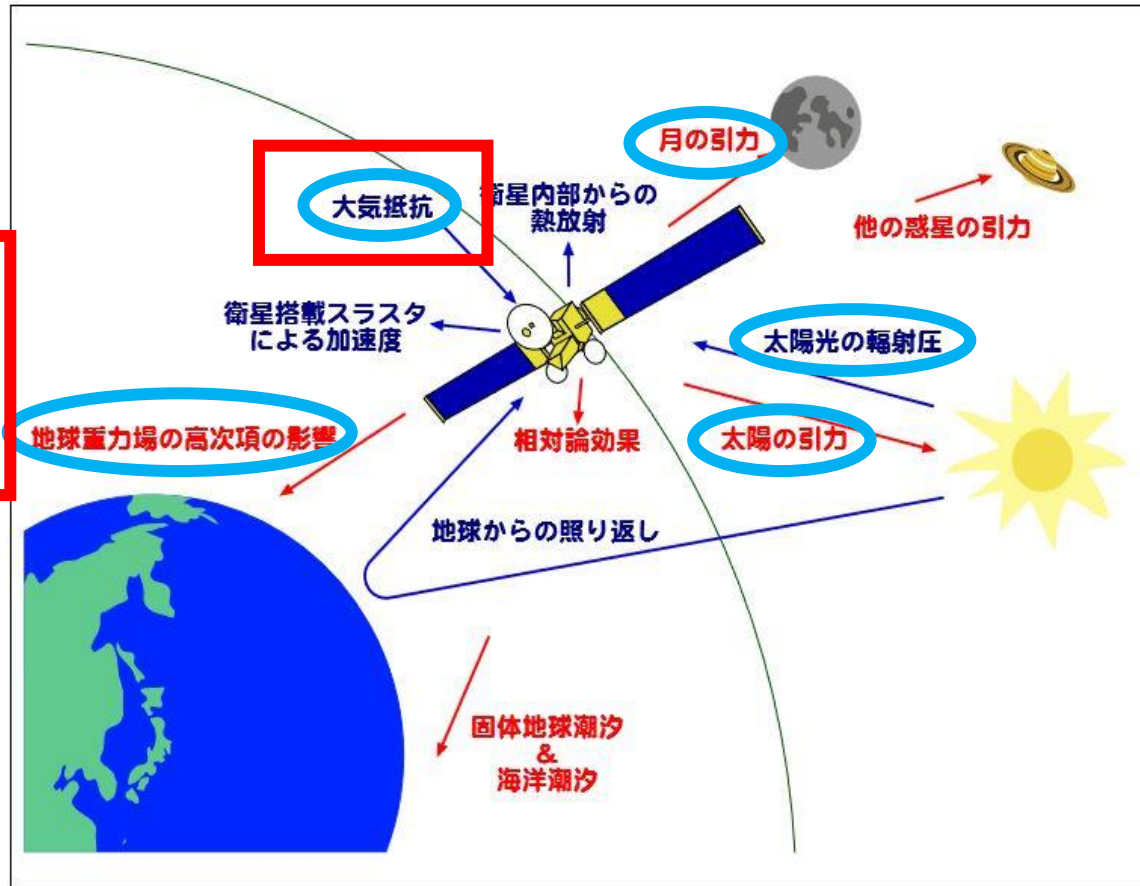 月の引力
大気抵抗
衛星内部からの
熱放射
他の惑星の引力
衛星搭載スラスタ
による加速度
太陽光の輻射圧
地球重力場の高次項の影響
相対論効果
太陽の引力
地球からの照り返し
固体地球潮汐
&
海洋潮汐